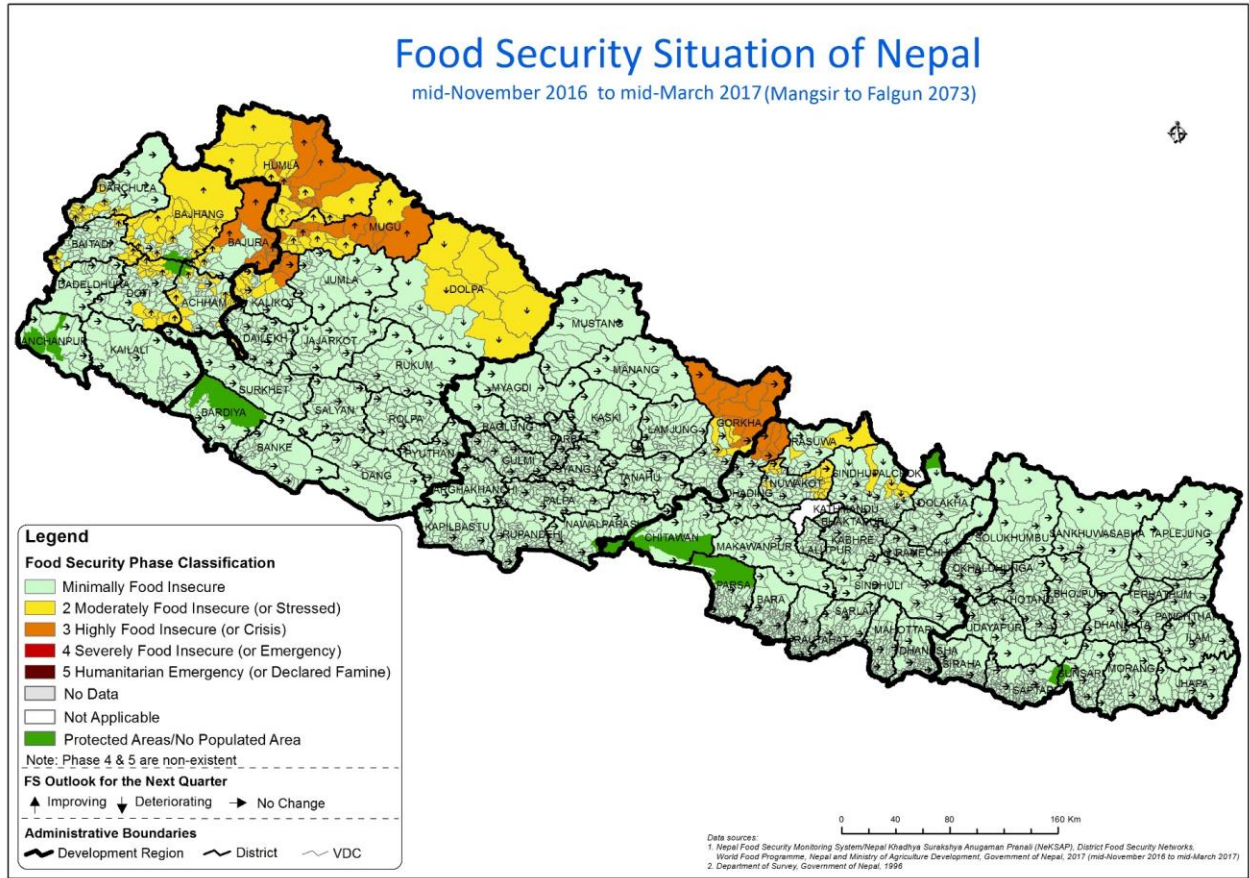 Food Security Situation of Nepal
mid-November 2016 to mid-March 2017 (Mangsir to Falgun 2073)
HUMLA
DARCHULA
BAJHANG
MUGU
BAITADI
BAJURA
DADELDHURA
DOTI
JUMLA
DOLPA
ACHHAM
KALIKOT
MUSTANG
KANCHANPUR
KAILALI
DAILEKH
JAJARKOT
MANANG
RUKUM
SURKHET
MYAGDI
BARDIYA
SALYAN
ROLPA
BAGLUNG
KASKI
LAMJUNG
GORKHA
RASUWA
PARBAT
BANKE
PYUTHAN
GULMI
SYANGJA
SINDHUPALCHOK
DANG
TANAHU
NUWAKOT
ARGHAKHANCHI
PALPA
DHADING
DOLAKHA
KATHMANDU
KAPILBASTU
RUPANDEHI
NAWALPARASI
BHAKTAPUR
CHITAWAN
MAKAWANPUR
LALITPUR
KABHRE
RAMECHHAP
SOLUKHUMBU
SANKHUWASABHA
TAPLEJUNG
OKHALDHUNGA
PARSA
BARA
SINDHULI
KHOTANG
BHOJPUR
TERHATHUM
PANCHTHAR
SARLAHI
RAUTAHAT
MAHOTTARI
UDAYAPUR
DHANKUTA
ILAM
DHANUSHA
SIRAHA
SAPTARI
SUNSARI
MORANG
JHAPA
Legend
Food Security Phase Classification
Minimally Food Insecure
2 Moderately Food Insecure (or Stressed)
3 Highly Food Insecure (or Crisis)
4 Severely Food Insecure (or Emergency)
5 Humanitarian Emergency (or Declared Famine)
No Data
Not Applicable
Protected Areas/No Populated Area
Note: Phase 4 & 5 are non-existent
FS Outlook for the Next Quarter
Improving Deteriorating No Change
Administrative Boundaries
Development Region District VDC
0 40 80 160 Km
Data sources:
1. Nepal Food Security Monitoring System/Nepal Khadhya Surakshya Anugaman Pranali (NeKSAP), District Food Security Networks,
World Food Programme, Nepal and Ministry of Agriculture Development, Government of Nepal, 2017 (mid-November 2016 to mid-March 2017)
2. Department of Survey, Government of Nepal, 1996